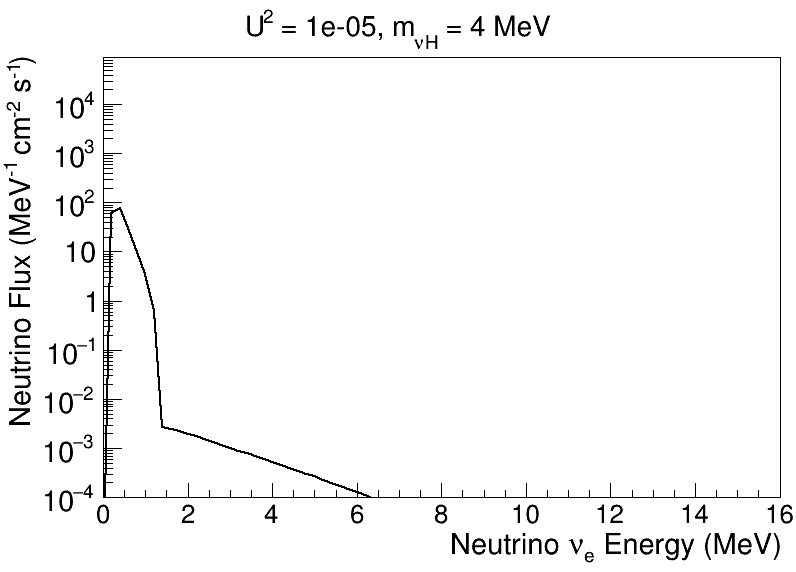 U² = 1e-05, m_νH = 4 MeV
Neutrino Flux (MeV⁻¹ cm⁻² s⁻¹)
10⁴
10³
10²
10
1
10⁻¹
10⁻²
10⁻³
10⁻⁴
0 2 4 6 8 10 12 14 16
Neutrino ν_e Energy (MeV)